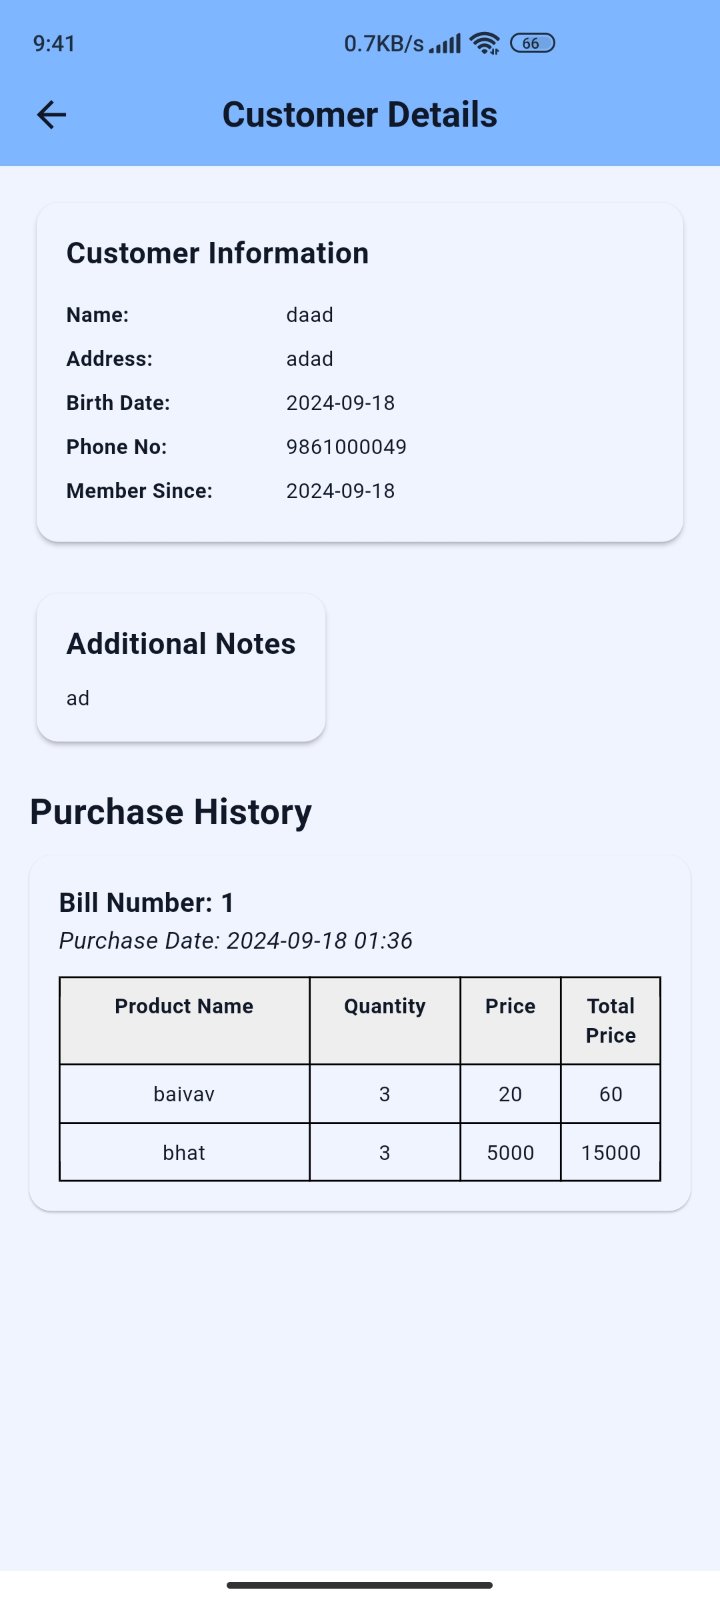 9:41 0.7KB/s 66
Customer Details
Customer Information
Name: daad
Address: adad
Birth Date: 2024-09-18
Phone No: 9861000049
Member Since: 2024-09-18
Additional Notes
ad
Purchase History
Bill Number: 1
Purchase Date: 2024-09-18 01:36
Product Name Quantity Price Total
Price
baivav 3 20 60
bhat 3 5000 15000